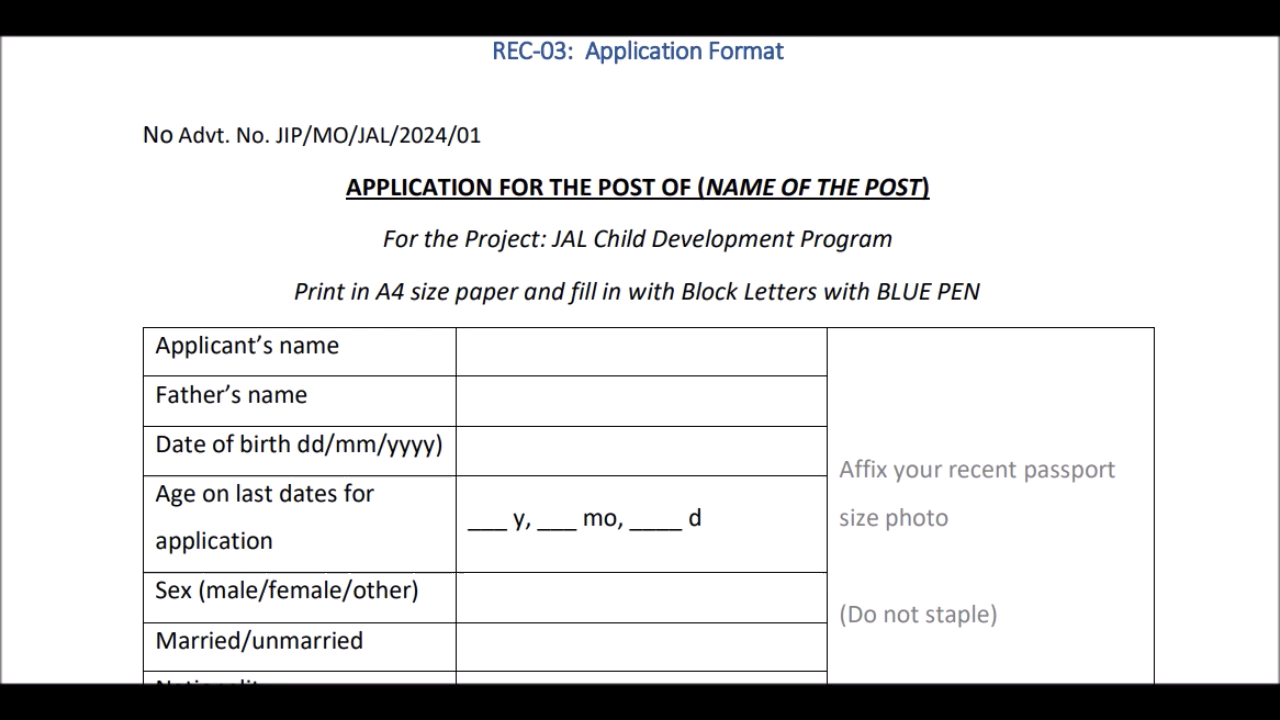 REC-03: Application Format
No Advt. No. JIP/MO/JAL/2024/01
APPLICATION FOR THE POST OF (NAME OF THE POST)
For the Project: JAL Child Development Program
Print in A4 size paper and fill in with Block Letters with BLUE PEN
Applicant's name
Father's name
Date of birth dd/mm/yyyy)
Age on last dates for
application
___ y, ___ mo, ____ d
Sex (male/female/other)
Married/unmarried
Affix your recent passport
size photo
(Do not staple)